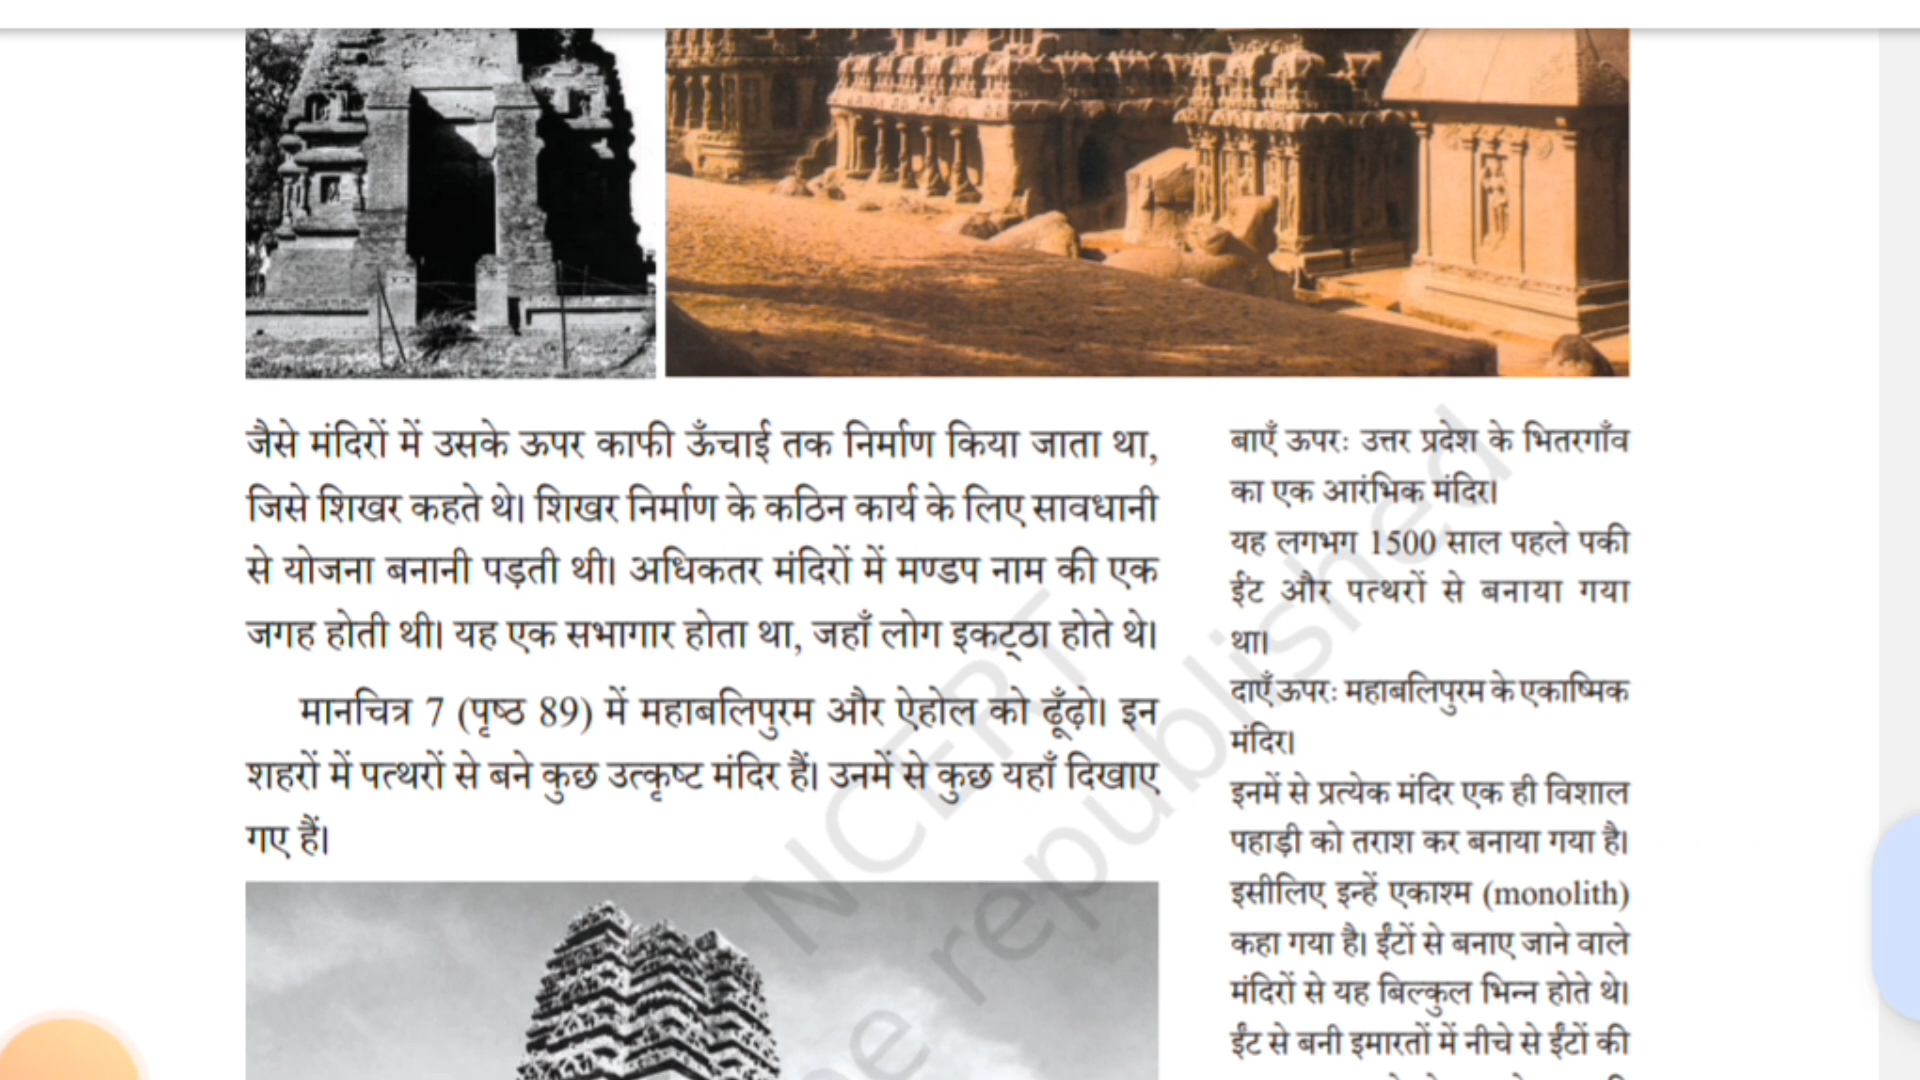 जैसे मंदिरों में उसके ऊपर काफी ऊँचाई तक निर्माण किया जाता था,
जिसे शिखर कहते थे। शिखर निर्माण के कठिन कार्य के लिए सावधानी
से योजना बनानी पड़ती थी। अधिकतर मंदिरों में मण्डप नाम की एक
जगह होती थी। यह एक सभागार होता था, जहाँ लोग इकट्ठा होते थे।
मानचित्र 7 (पृष्ठ 89) में महाबलिपुरम और ऐहोल को ढूँढ़ो। इन
शहरों में पत्थरों से बने कुछ उत्कृष्ट मंदिर हैं। उनमें से कुछ यहाँ दिखाए
गए हैं।
बाएँ ऊपर: उत्तर प्रदेश के भितरगाँव
का एक आरंभिक मंदिर।
यह लगभग 1500 साल पहले पकी
ईंट और पत्थरों से बनाया गया
था।
दाएँ ऊपर: महाबलिपुरम के एकाष्मिक
मंदिर।
इनमें से प्रत्येक मंदिर एक ही विशाल
पहाड़ी को तराश कर बनाया गया है।
इसीलिए इन्हें एकाश्म (monolith)
कहा गया है। ईंटों से बनाए जाने वाले
मंदिरों से यह बिल्कुल भिन्न होते थे।
ईंट से बनी इमारतों में नीचे से ईंटों की
NCERT
republished